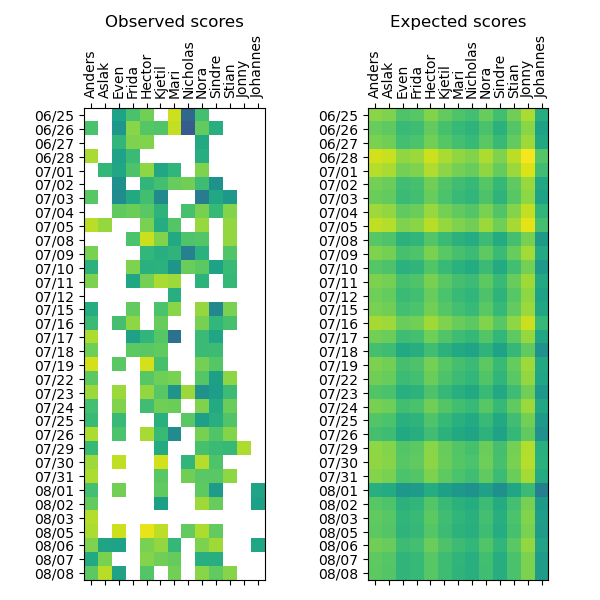 Observed scores
Expected scores
Anders
Aslak
Even
Frida
Hector
Kjetil
Mari
Nicholas
Nora
Sindre
Stian
Jonny
Johannes
Anders
Aslak
Even
Frida
Hector
Kjetil
Mari
Nicholas
Nora
Sindre
Stian
Jonny
Johannes
06/25
06/26
06/27
06/28
07/01
07/02
07/03
07/04
07/05
07/08
07/09
07/10
07/11
07/12
07/15
07/16
07/17
07/18
07/19
07/22
07/23
07/24
07/25
07/26
07/29
07/30
07/31
08/01
08/02
08/03
08/05
08/06
08/07
08/08
06/25
06/26
06/27
06/28
07/01
07/02
07/03
07/04
07/05
07/08
07/09
07/10
07/11
07/12
07/15
07/16
07/17
07/18
07/19
07/22
07/23
07/24
07/25
07/26
07/29
07/30
07/31
08/01
08/02
08/03
08/05
08/06
08/07
08/08